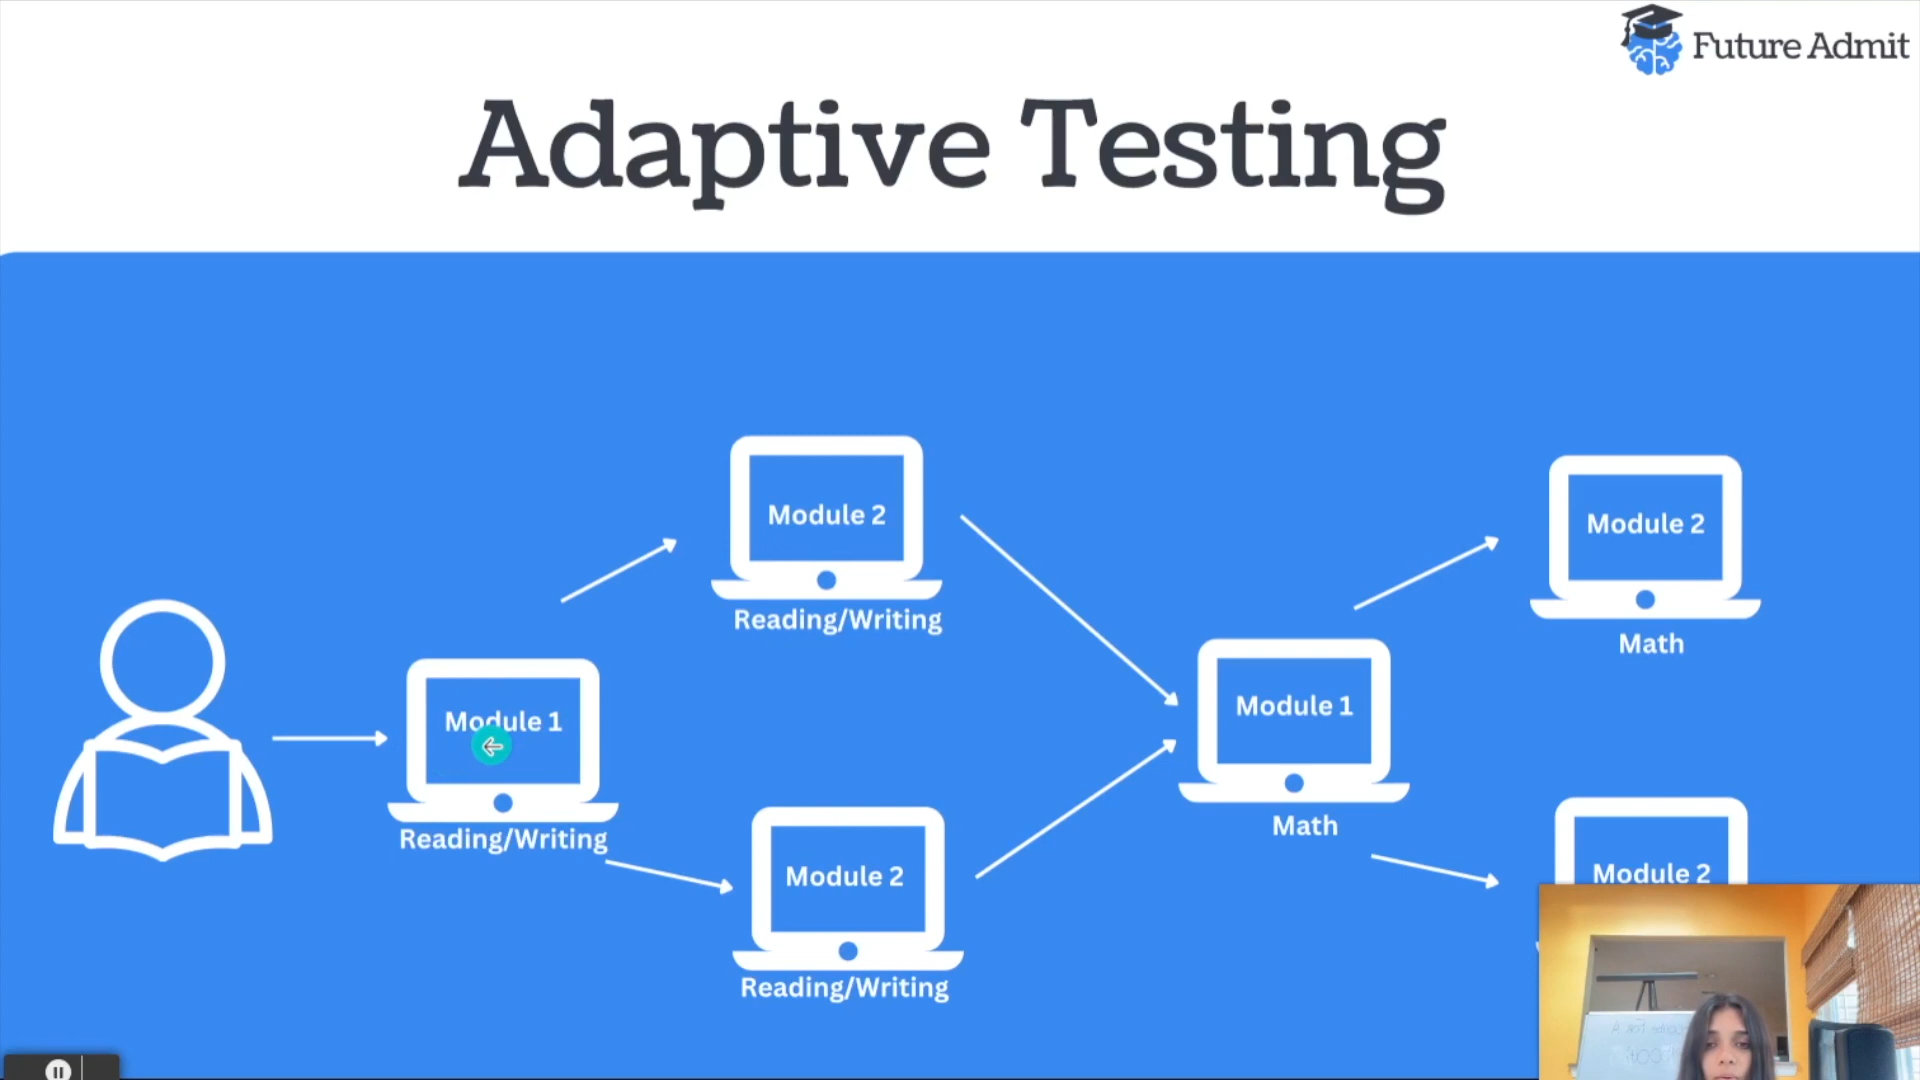 Future Admit
Adaptive Testing
Module 1
Reading/Writing
Module 2
Reading/Writing
Module 2
Reading/Writing
Module 1
Math
Module 2
Math
Module 2